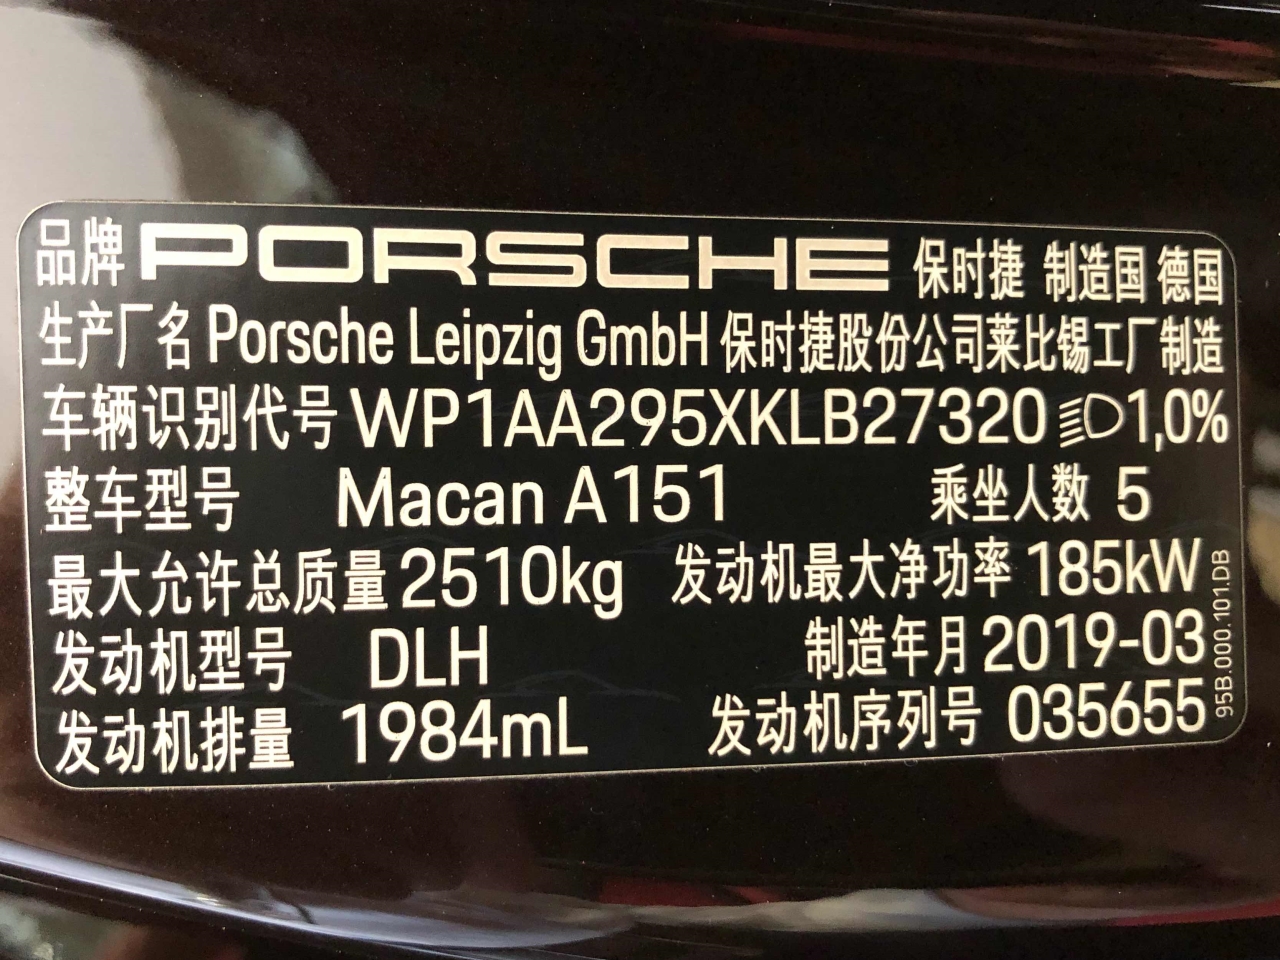 品牌 PORSCHE 保时捷 制造国 德国
生产厂名 Porsche Leipzig GmbH 保时捷股份公司莱比锡工厂制造
车辆识别代号 WP1AA295XKLB27320 1,0%
整车型号 Macan A151 乘坐人数 5
最大允许总质量 2510kg 发动机最大净功率 185kW
发动机型号 DLH 制造年月 2019-03
发动机排量 1984mL 发动机序列号 035655
95B.000.101.DB